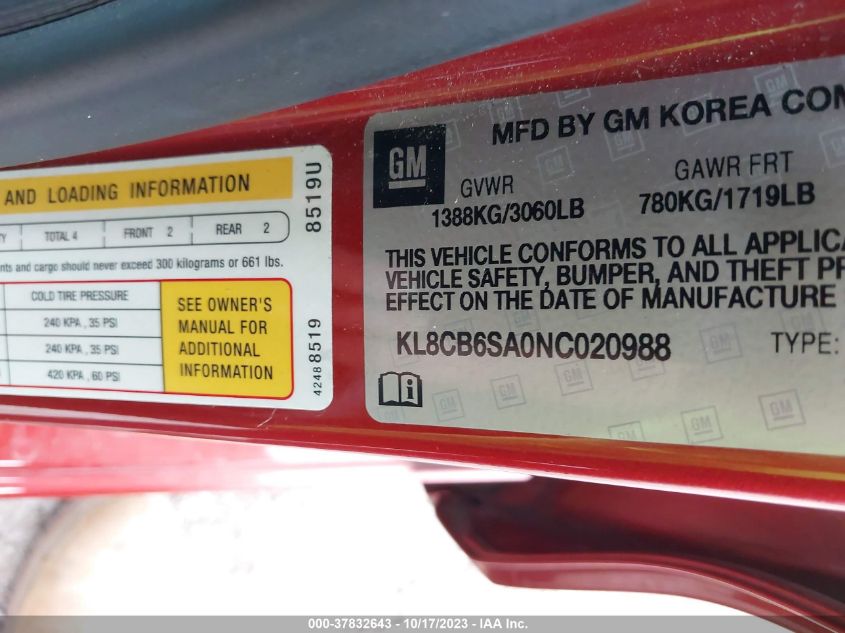 AND LOADING INFORMATION
TOTAL 4 FRONT 2 REAR 2
and cargo should never exceed 300 kilograms or 661 lbs.
COLD TIRE PRESSURE
240 KPA , 35 PSI
240 KPA , 35 PSI
420 KPA , 60 PSI
SEE OWNER'S
MANUAL FOR
ADDITIONAL
INFORMATION
8519U
42488519
GM
MFD BY GM KOREA COM
GVWR GAWR FRT
1388KG/3060LB 780KG/1719LB
THIS VEHICLE CONFORMS TO ALL APPLICA
VEHICLE SAFETY, BUMPER, AND THEFT PR
EFFECT ON THE DATE OF MANUFACTURE
KL8CB6SA0NC020988 TYPE:
000-37832643 - 10/17/2023 - IAA Inc.